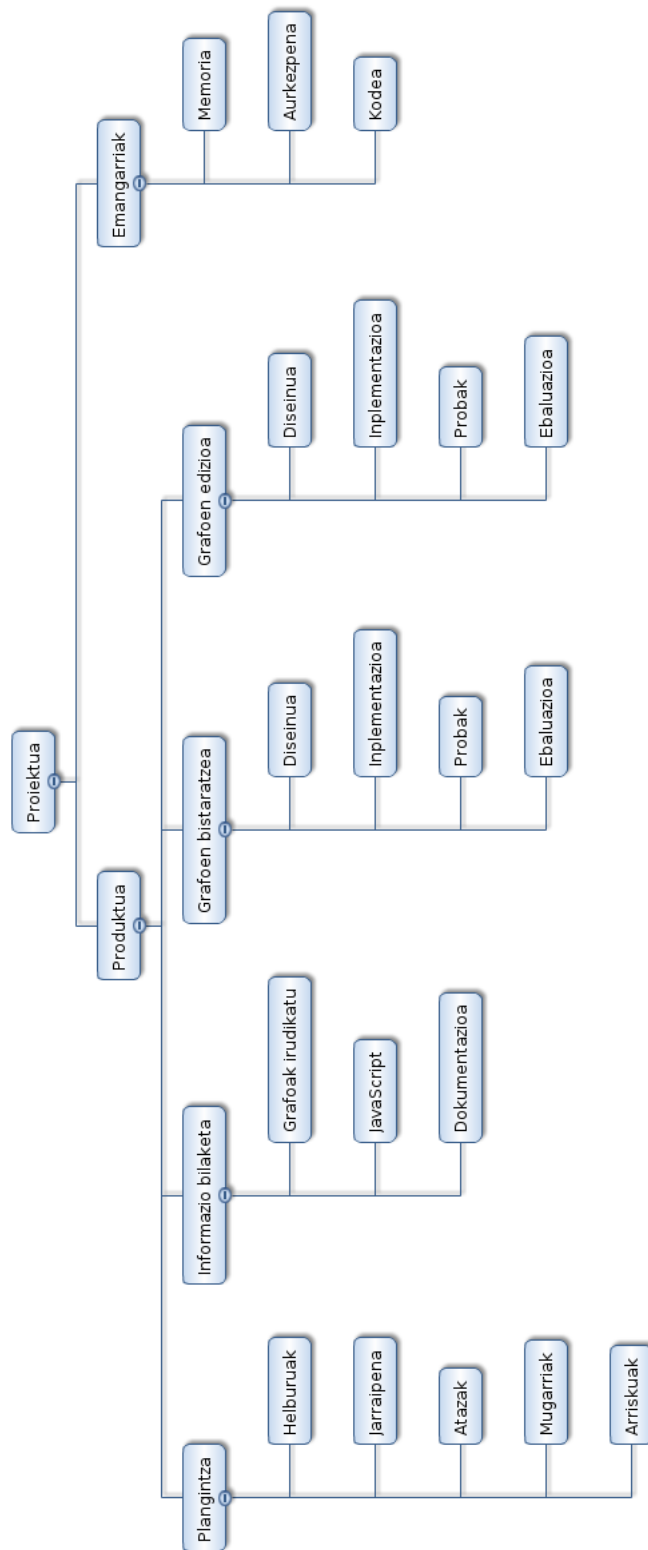 Proiektua
Produktua
Emangarriak
Plangintza
Informazio bilaketa
Grafoen bistaratzea
Grafoen edizioa
Memoria
Helburuak
Grafoak irudikatu
Diseinua
Diseinua
Aurkezpena
Jarraipena
JavaScript
Inplementazioa
Inplementazioa
Kodea
Atazak
Dokumentazioa
Probak
Probak
Mugarriak
Ebaluazioa
Ebaluazioa
Arriskuak